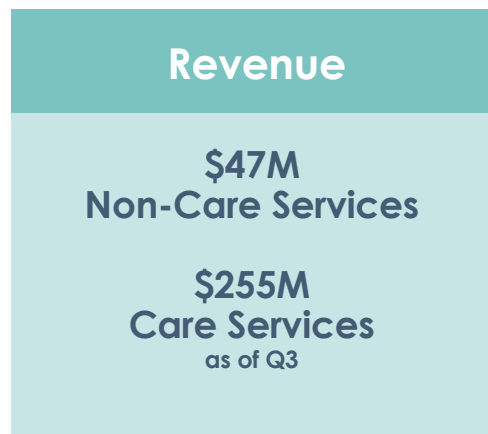 Revenue
$47M
Non-Care Services
$255M
Care Services
as of Q3